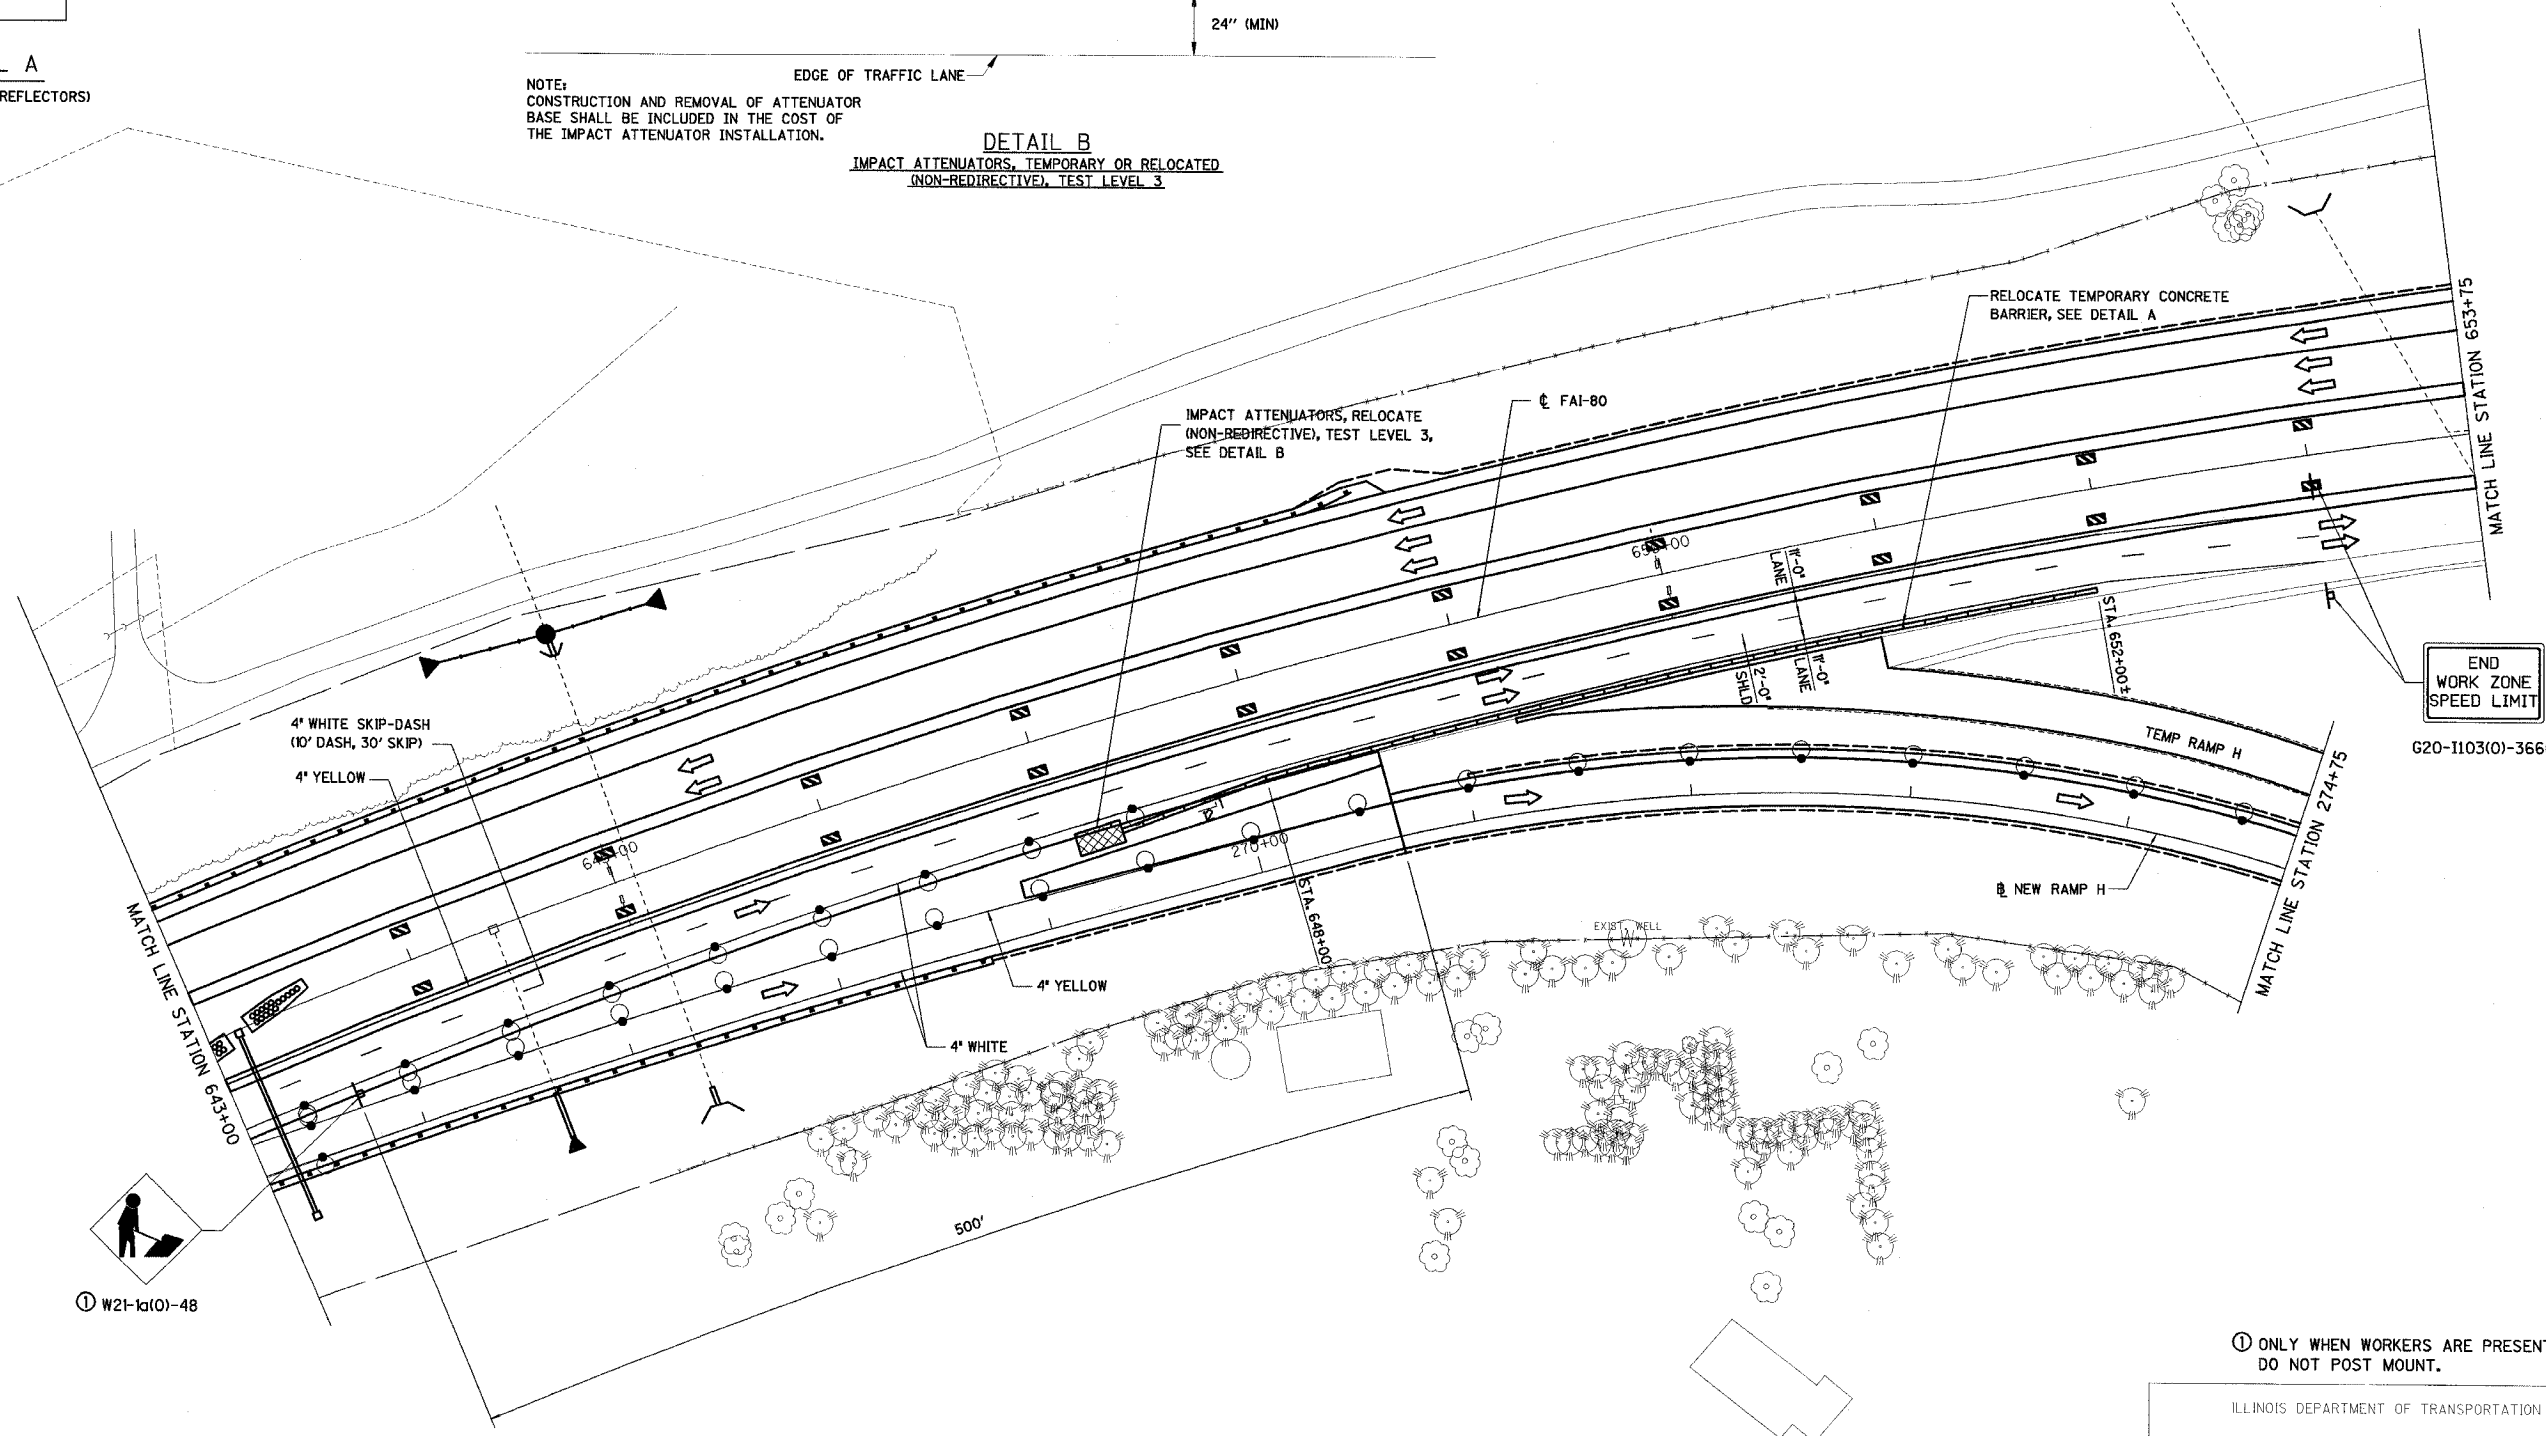 24" (MIN)
L A
REFLECTORS)
EDGE OF TRAFFIC LANE
NOTE:
CONSTRUCTION AND REMOVAL OF ATTENUATOR
BASE SHALL BE INCLUDED IN THE COST OF
THE IMPACT ATTENUATOR INSTALLATION.
DETAIL B
IMPACT ATTENUATORS, TEMPORARY OR RELOCATED
(NON-REDIRECTIVE), TEST LEVEL 3
RELOCATE TEMPORARY CONCRETE
BARRIER, SEE DETAIL A
MATCH LINE STATION 653+75
℄ FAI-80
IMPACT ATTENUATORS, RELOCATE
(NON-REDIRECTIVE), TEST LEVEL 3,
SEE DETAIL B
11'-0"
LANE
11'-0"
LANE
2'-0"
SHLD
STA. 652+00±
END
WORK ZONE
SPEED LIMIT
G20-I103(O)-366
4" WHITE SKIP-DASH
(10' DASH, 30' SKIP)
4" YELLOW
TEMP RAMP H
MATCH LINE STATION 274+75
270+00
STA. 648+00
NEW RAMP H
MATCH LINE STATION 643+00
EXIST. WELL
W
4" YELLOW
4" WHITE
500'
① W21-1a(O)-48
① ONLY WHEN WORKERS ARE PRESENT
DO NOT POST MOUNT.
ILLINOIS DEPARTMENT OF TRANSPORTATION